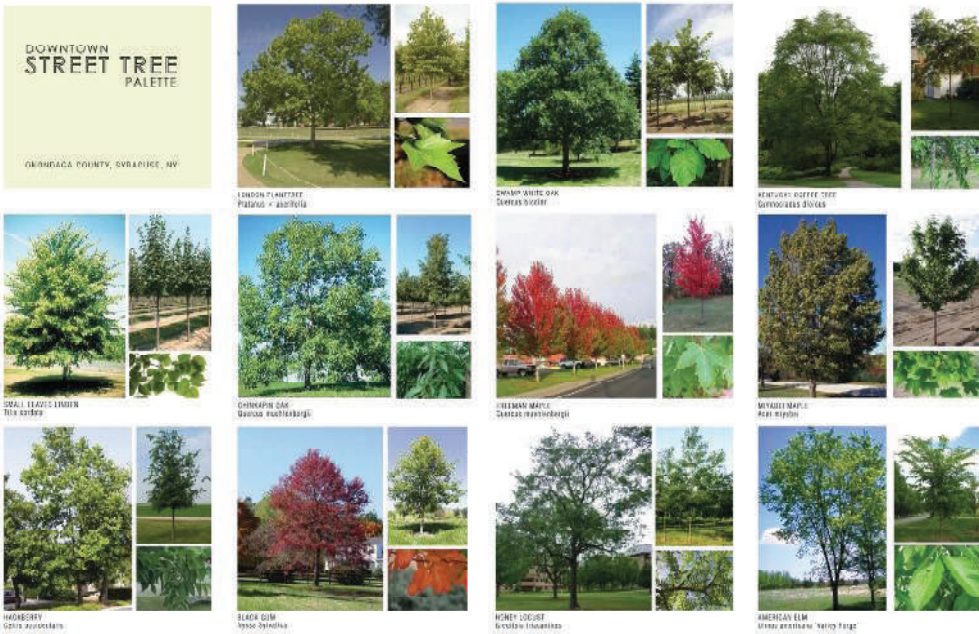 DOWNTOWN
STREET TREE
PALETTE
ONONDAGA COUNTY, SYRACUSE, NY
LONDON PLANETREE
Platanus × acerifolia
SWAMP WHITE OAK
Quercus bicolor
KENTUCKY COFFEE TREE
Gymnocladus dioicus
SMALL LEAVED LINDEN
Tilia cordata
CHINKAPIN OAK
Quercus muehlenbergii
FREEMAN MAPLE
Quercus muehlenbergii
MIYABEI MAPLE
Acer miyabei
HACKBERRY
Celtis occidentalis
BLACK GUM
Nyssa Sylvatica
HONEY LOCUST
Gleditsia triacanthos
AMERICAN ELM
Ulmus americana 'Valley Forge'